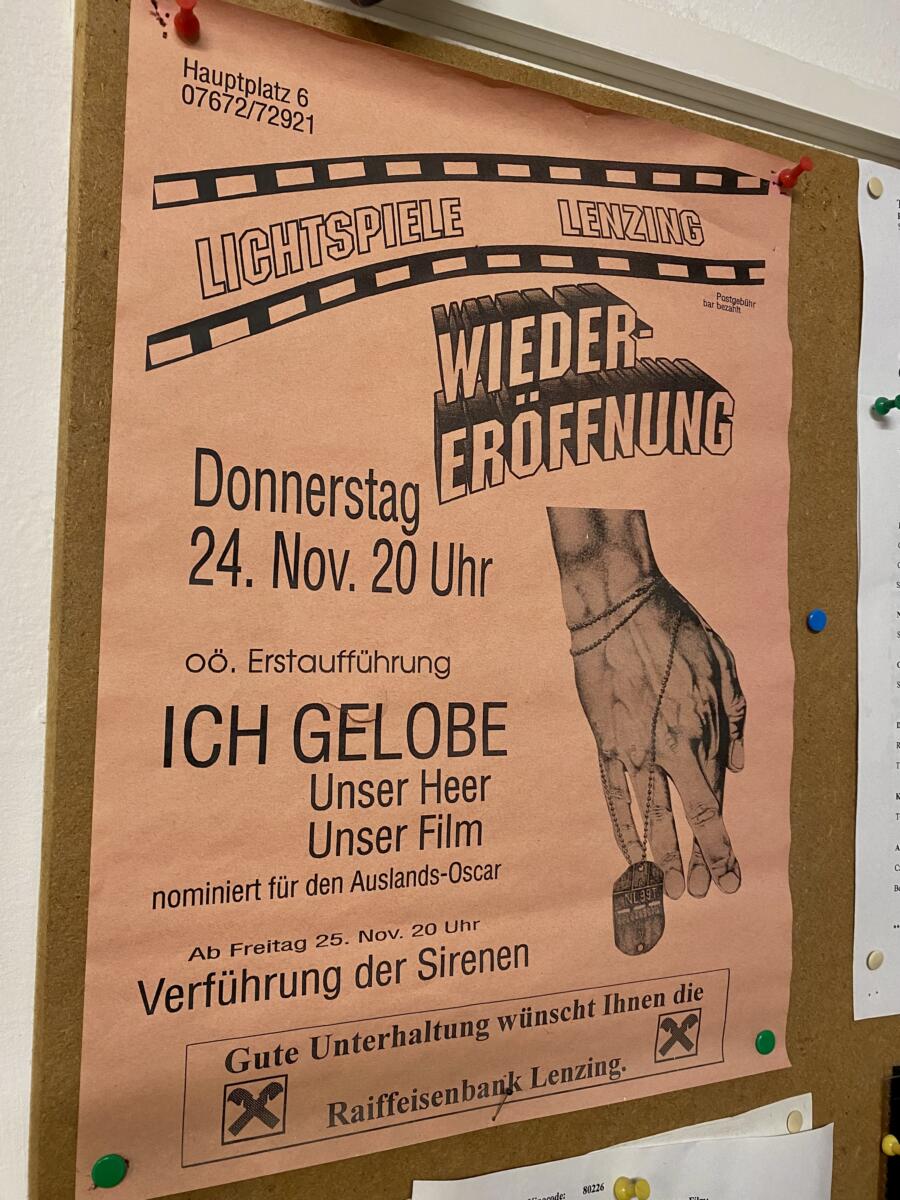 Hauptplatz 6
07672/72921
LICHTSPIELE LENZING
Postgebühr
bar bezahlt
WIEDER-
ERÖFFNUNG
Donnerstag
24. Nov. 20 Uhr
oö. Erstaufführung
ICH GELOBE
Unser Heer
Unser Film
nominiert für den Auslands-Oscar
Ab Freitag 25. Nov. 20 Uhr
Verführung der Sirenen
Gute Unterhaltung wünscht Ihnen die
Raiffeisenbank Lenzing.
80226